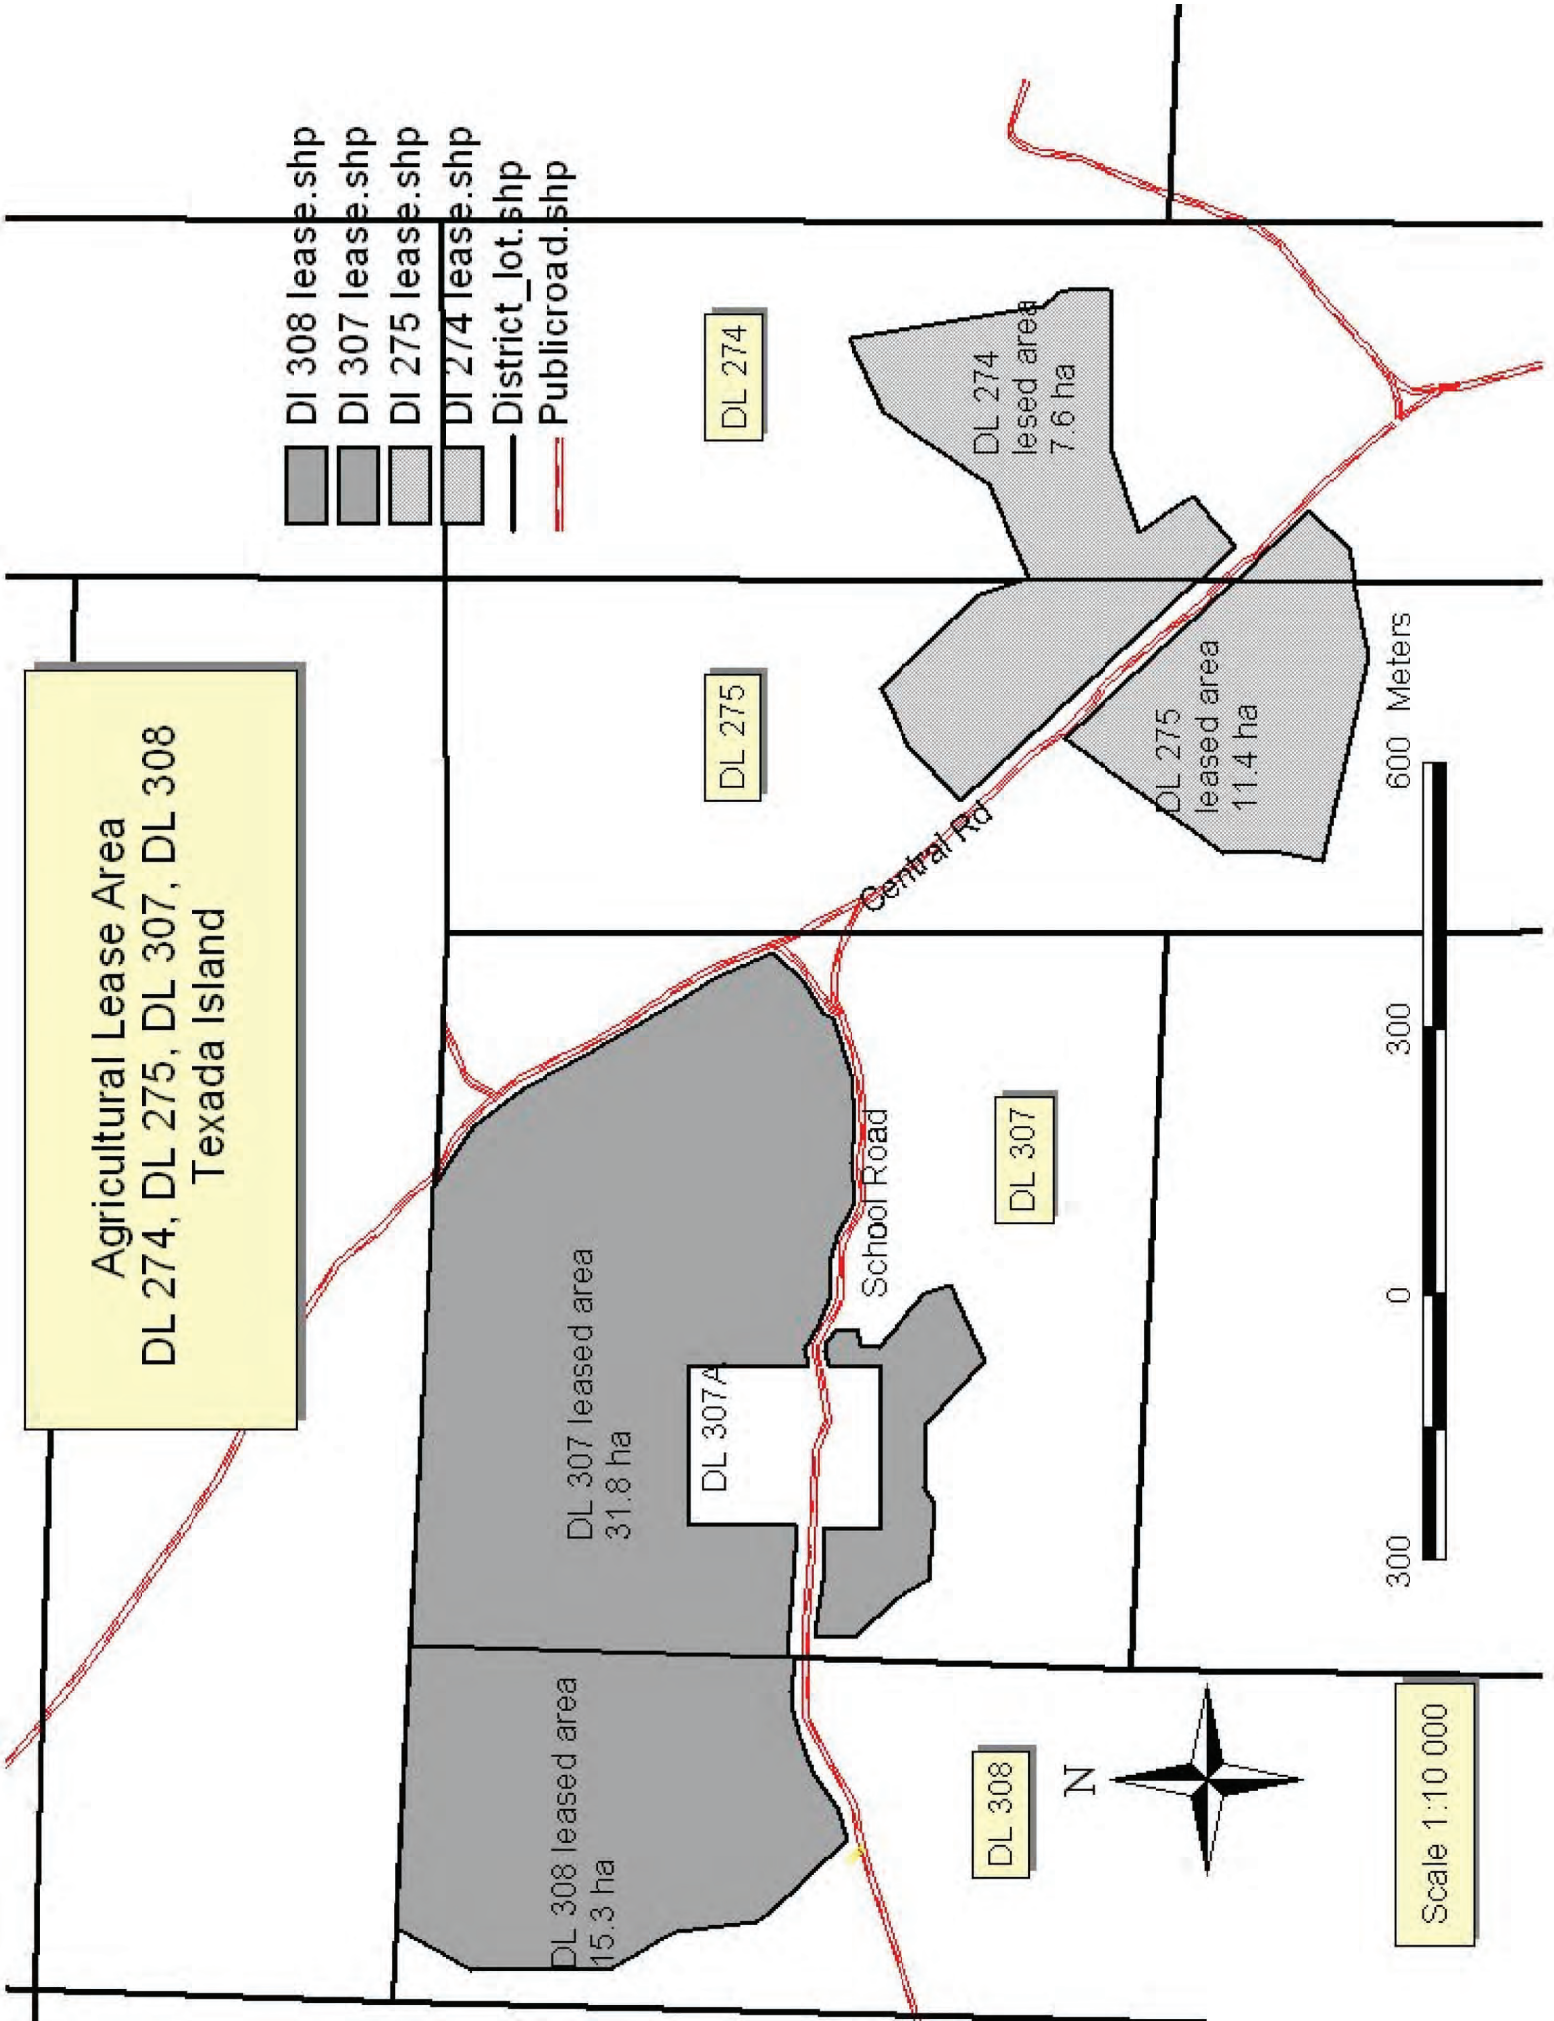 Agricultural Lease Area
DL 274, DL 275, DL 307, DL 308
Texada Island
Dl 308 lease.shp
Dl 307 lease.shp
Dl 275 lease.shp
Dl 274 lease.shp
District_lot.shp
Publicroad.shp
DL 308 leased area
15.3 ha
DL 307 leased area
31.8 ha
DL 307A
School Road
Central Rd
DL 275
DL 274
DL 274
lesed area
7.6 ha
DL 275
leased area
11.4 ha
DL 307
DL 308
N
300 0 300 600 Meters
Scale 1:10 000